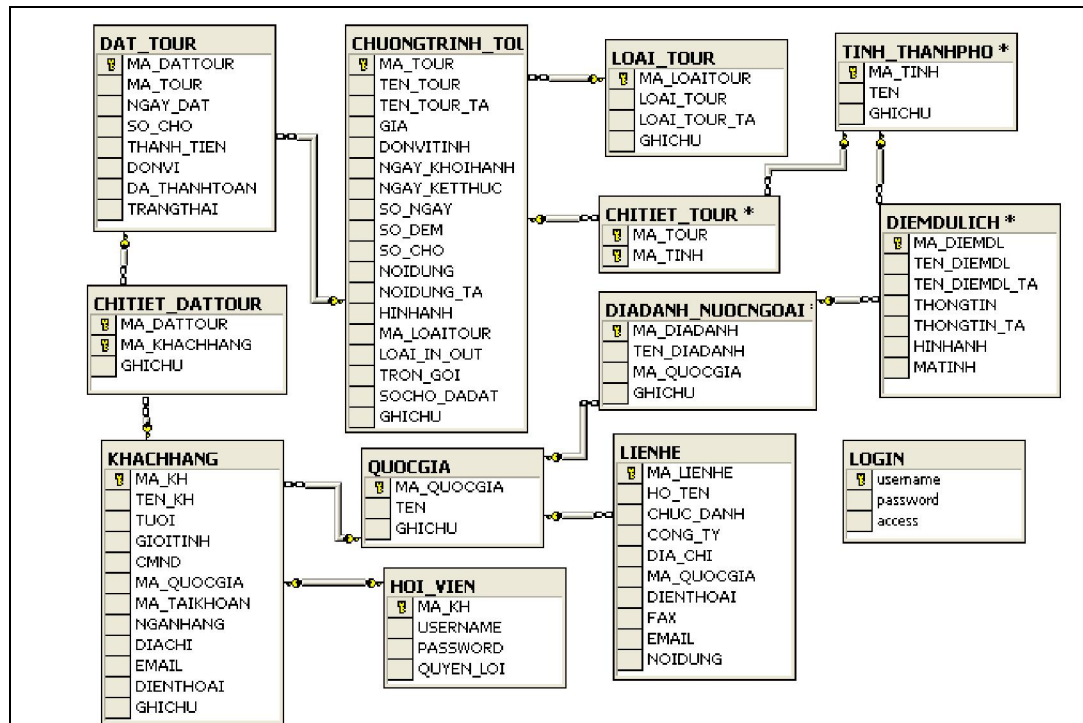 DAT_TOUR
MA_DATTOUR
MA_TOUR
NGAY_DAT
SO_CHO
THANH_TIEN
DONVI
DA_THANHTOAN
TRANGTHAI
CHUONGTRINH_TOU
MA_TOUR
TEN_TOUR
TEN_TOUR_TA
GIA
DONVITINH
NGAY_KHOIHANH
NGAY_KETTHUC
SO_NGAY
SO_DEM
SO_CHO
NOIDUNG
NOIDUNG_TA
HINHANH
MA_LOAITOUR
LOAI_IN_OUT
TRON_GOI
SOCHO_DADAT
GHICHU
LOAI_TOUR
MA_LOAITOUR
LOAI_TOUR
LOAI_TOUR_TA
GHICHU
TINH_THANHPHO *
MA_TINH
TEN
GHICHU
CHITIET_TOUR *
MA_TOUR
MA_TINH
DIEMDULICH *
MA_DIEMDL
TEN_DIEMDL
TEN_DIEMDL_TA
THONGTIN
THONGTIN_TA
HINHANH
MATINH
CHITIET_DATTOUR
MA_DATTOUR
MA_KHACHHANG
GHICHU
DIADANH_NUOCNGOAI *
MA_DIADANH
TEN_DIADANH
MA_QUOCGIA
GHICHU
KHACHHANG
MA_KH
TEN_KH
TUOI
GIOITINH
CMND
MA_QUOCGIA
MA_TAIKHOAN
NGANHANG
DIACHI
EMAIL
DIENTHOAI
GHICHU
QUOCGIA
MA_QUOCGIA
TEN
GHICHU
LIENHE
MA_LIENHE
HO_TEN
CHUC_DANH
CONG_TY
DIA_CHI
MA_QUOCGIA
DIENTHOAI
FAX
EMAIL
NOIDUNG
LOGIN
username
password
access
HOI_VIEN
MA_KH
USERNAME
PASSWORD
QUYEN_LOI